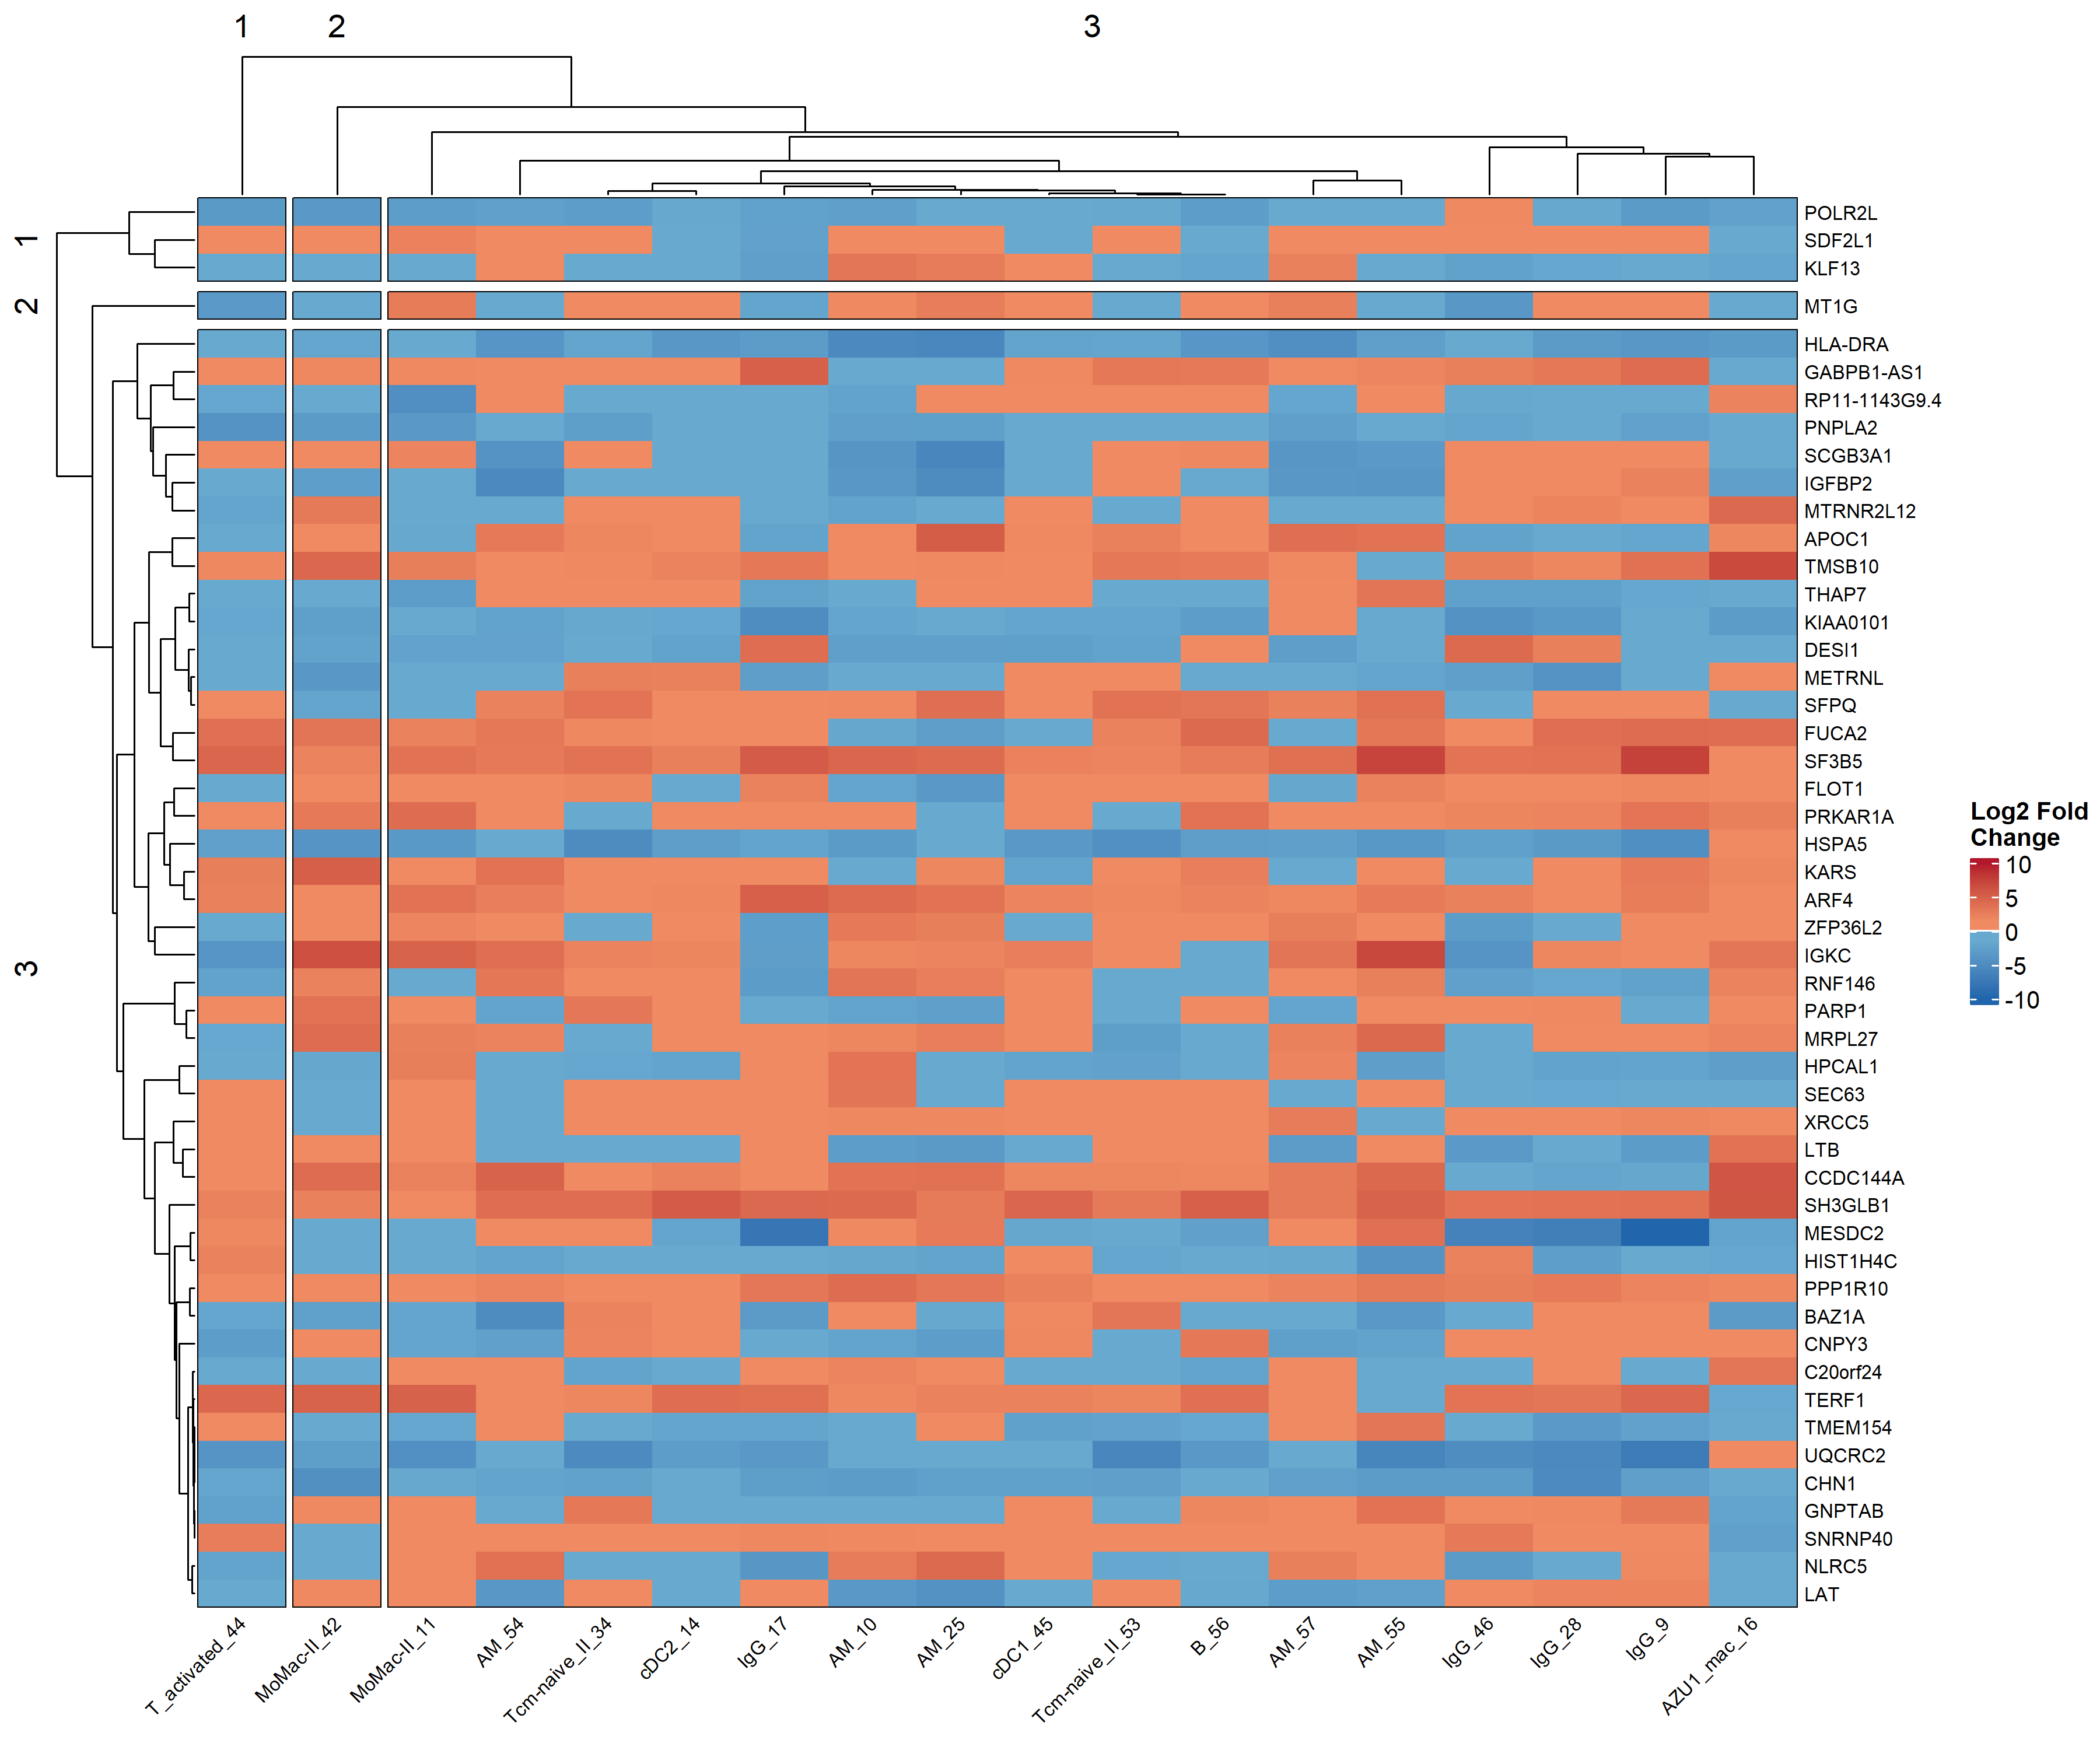 1
2
3
1
2
3
POLR2L
SDF2L1
KLF13
MT1G
HLA-DRA
GABPB1-AS1
RP11-1143G9.4
PNPLA2
SCGB3A1
IGFBP2
MTRNR2L12
APOC1
TMSB10
THAP7
KIAA0101
DESI1
METRNL
SFPQ
FUCA2
SF3B5
FLOT1
PRKAR1A
HSPA5
KARS
ARF4
ZFP36L2
IGKC
RNF146
PARP1
MRPL27
HPCAL1
SEC63
XRCC5
LTB
CCDC144A
SH3GLB1
MESDC2
HIST1H4C
PPP1R10
BAZ1A
CNPY3
C20orf24
TERF1
TMEM154
UQCRC2
CHN1
GNPTAB
SNRNP40
NLRC5
LAT
Log2 Fold
Change
10
5
0
-5
-10
T_activated_44
MoMac-II_42
MoMac-II_11
AM_54
Tcm-naive_II_34
cDC2_14
IgG_17
AM_10
AM_25
cDC1_45
Tcm-naive_II_53
B_56
AM_57
AM_55
IgG_46
IgG_28
IgG_9
AZU1_mac_16